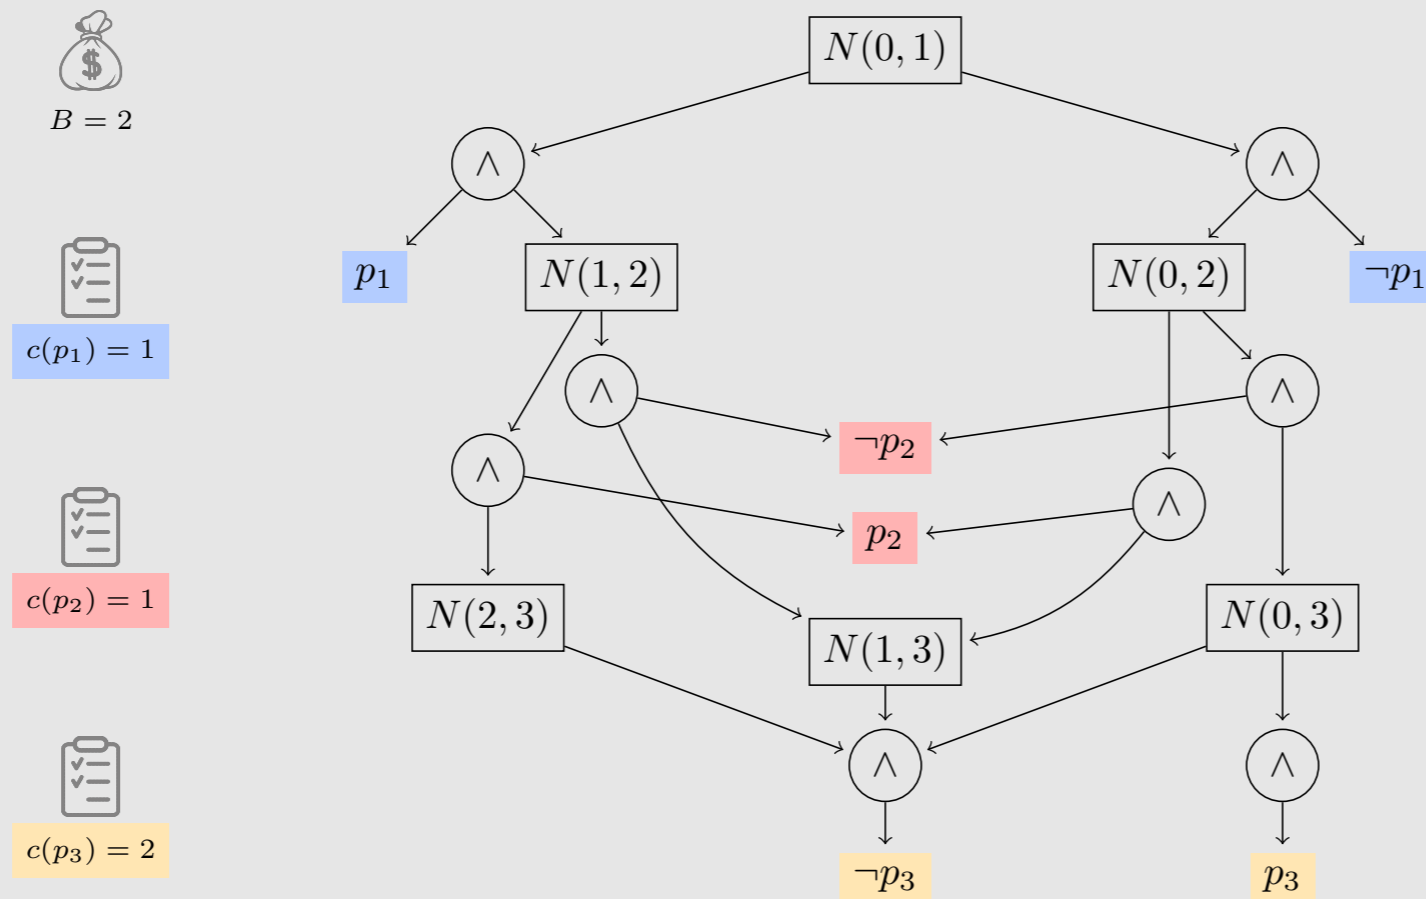 $
B = 2
N(0, 1)
∧
∧
p₁
N(1, 2)
N(0, 2)
¬p₁
c(p₁) = 1
∧
∧
¬p₂
∧
∧
p₂
c(p₂) = 1
N(2, 3)
N(1, 3)
N(0, 3)
∧
∧
c(p₃) = 2
¬p₃
p₃